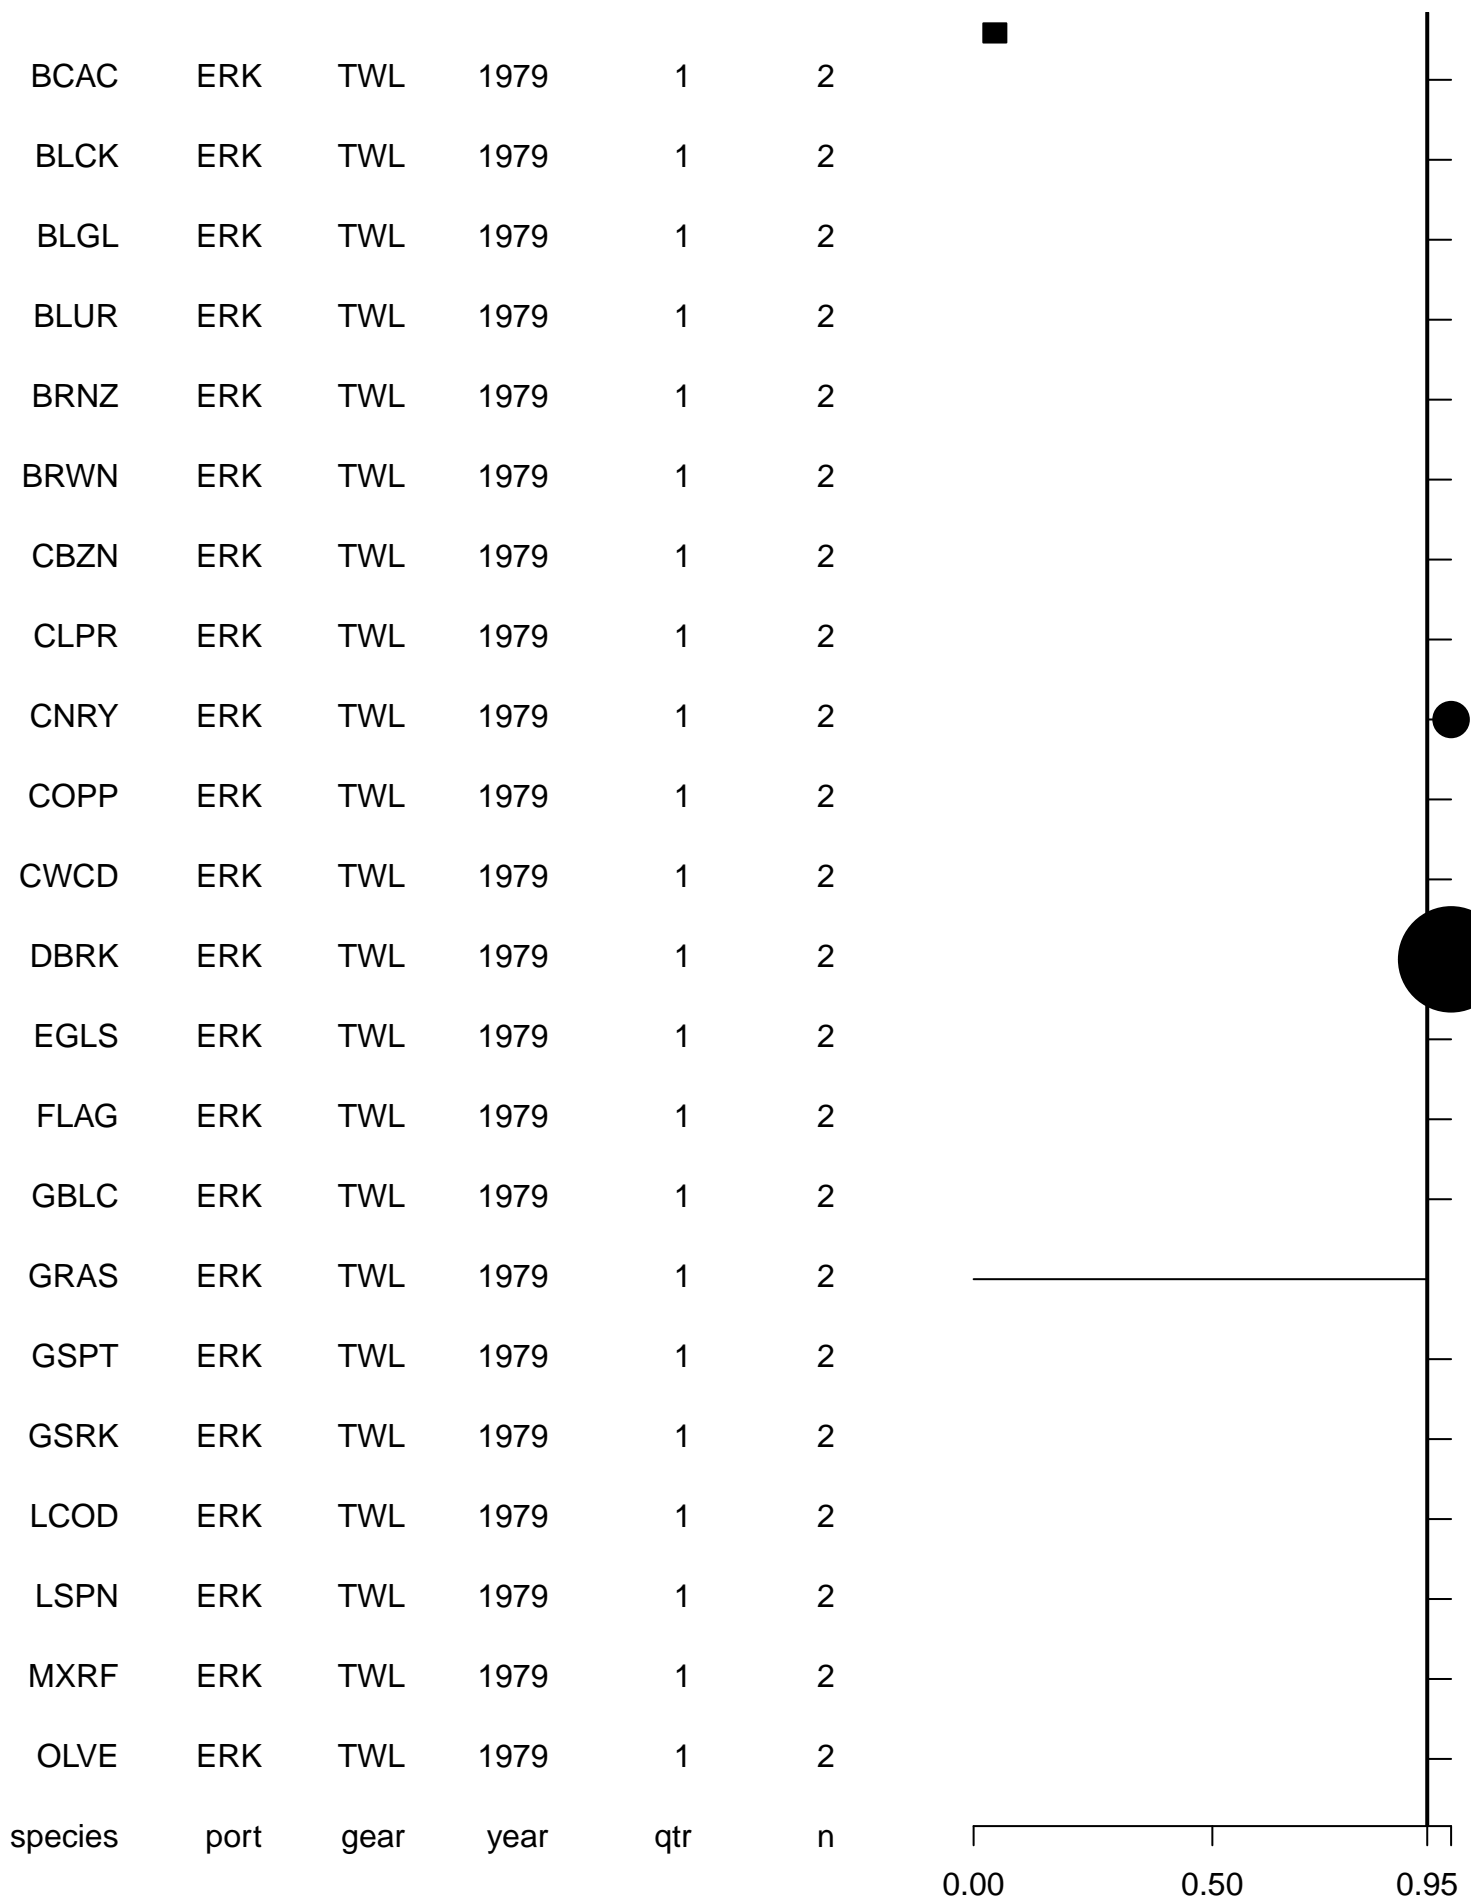 BCAC ERK TWL 1979 1 2
BLCK ERK TWL 1979 1 2
BLGL ERK TWL 1979 1 2
BLUR ERK TWL 1979 1 2
BRNZ ERK TWL 1979 1 2
BRWN ERK TWL 1979 1 2
CBZN ERK TWL 1979 1 2
CLPR ERK TWL 1979 1 2
CNRY ERK TWL 1979 1 2
COPP ERK TWL 1979 1 2
CWCD ERK TWL 1979 1 2
DBRK ERK TWL 1979 1 2
EGLS ERK TWL 1979 1 2
FLAG ERK TWL 1979 1 2
GBLC ERK TWL 1979 1 2
GRAS ERK TWL 1979 1 2
GSPT ERK TWL 1979 1 2
GSRK ERK TWL 1979 1 2
LCOD ERK TWL 1979 1 2
LSPN ERK TWL 1979 1 2
MXRF ERK TWL 1979 1 2
OLVE ERK TWL 1979 1 2
species port gear year qtr n
0.00 0.50 0.95